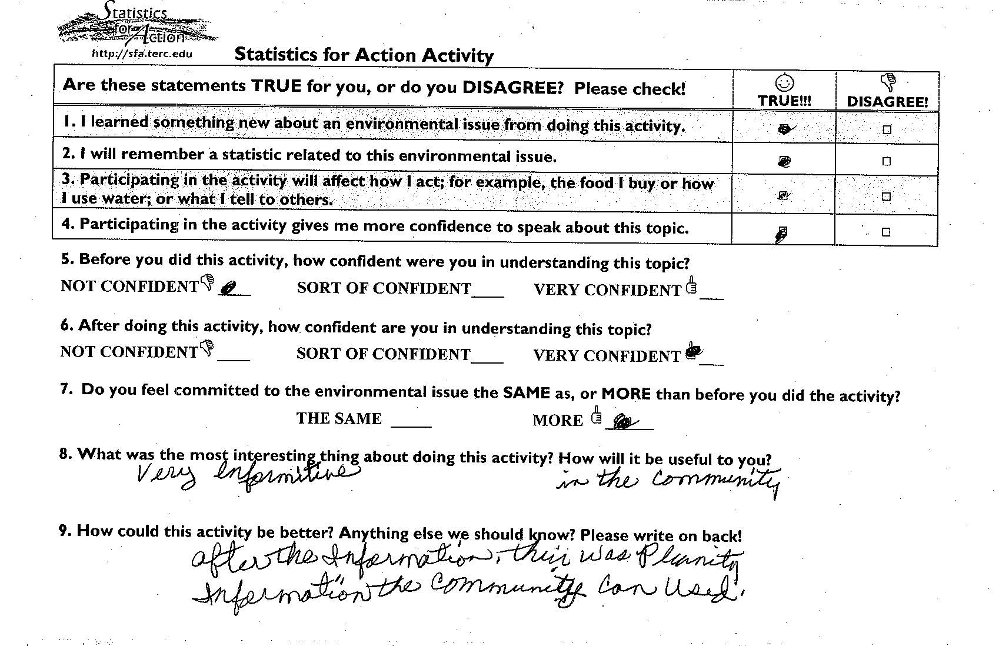 Statistics
for
Action
http://sfa.terc.edu
Statistics for Action Activity
Are these statements TRUE for you, or do you DISAGREE? Please check!
TRUE!!!
DISAGREE!
1. I learned something new about an environmental issue from doing this activity.
2. I will remember a statistic related to this environmental issue.
3. Participating in the activity will affect how I act; for example, the food I buy or how
I use water; or what I tell to others.
4. Participating in the activity gives me more confidence to speak about this topic.
5. Before you did this activity, how confident were you in understanding this topic?
NOT CONFIDENT ____ SORT OF CONFIDENT____ VERY CONFIDENT ___
6. After doing this activity, how confident are you in understanding this topic?
NOT CONFIDENT ____ SORT OF CONFIDENT____ VERY CONFIDENT ___
7. Do you feel committed to the environmental issue the SAME as, or MORE than before you did the activity?
THE SAME _____ MORE ______
8. What was the most interesting thing about doing this activity? How will it be useful to you?
Very Informitive in the Community
9. How could this activity be better? Anything else we should know? Please write on back!
after the Information, thir was Plunity
Information the Community can Used.